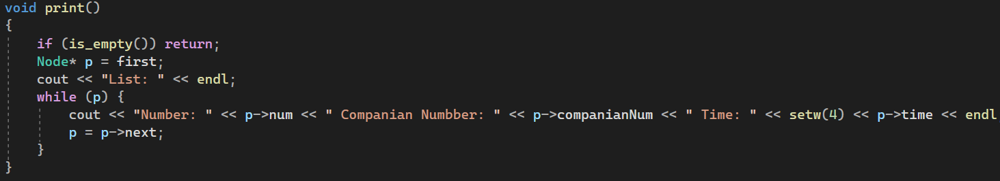 void print()
{
    if (is_empty()) return;
    Node* p = first;
    cout << "List: " << endl;
    while (p) {
        cout << "Number: " << p->num << " Companian Numbber: " << p->companianNum << " Time: " << setw(4) << p->time << endl
        p = p->next;
    }
}